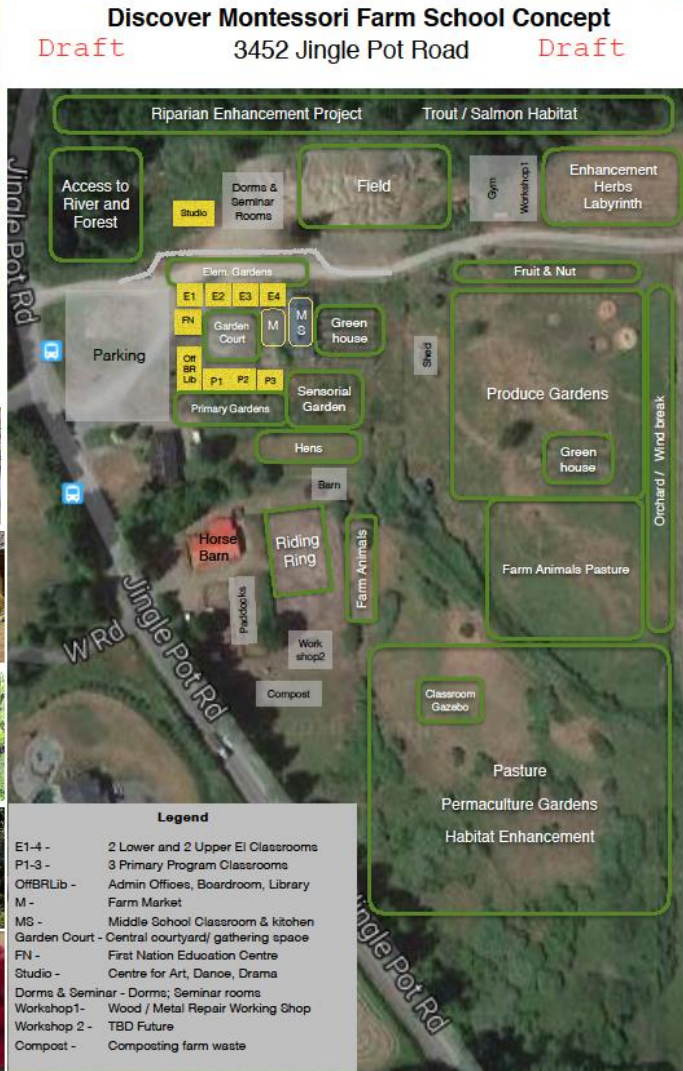 Discover Montessori Farm School Concept
Draft
3452 Jingle Pot Road
Draft
Riparian Enhancement Project
Trout / Salmon Habitat
Jingle Pot Rd
Access to
River and
Forest
Studio
Dorms &
Seminar
Rooms
Field
Gym
Workshop1
Enhancement
Herbs
Labyrinth
Elem. Gardens
Fruit & Nut
E1
E2
E3
E4
FN
Garden
Court
M
M
S
Green
house
Parking
Off
BR
Lib
P1
P2
P3
Shed
Primary Gardens
Sensorial
Garden
Produce Gardens
Green
house
Orchard / Wind break
Hens
Barn
Horse
Barn
Riding
Ring
Farm Animals
Farm Animals Pasture
Paddocks
W Rd
Jingle Pot Rd
Work
shop2
Compost
Classroom
Gazebo
Pasture
Permaculture Gardens
Habitat Enhancement
Jingle Pot Rd
Legend
E1-4 - 2 Lower and 2 Upper El Classrooms
P1-3 - 3 Primary Program Classrooms
OffBRLib - Admin Offices, Boardroom, Library
M - Farm Market
MS - Middle School Classroom & kitchen
Garden Court - Central courtyard/ gathering space
FN - First Nation Education Centre
Studio - Centre for Art, Dance, Drama
Dorms & Seminar - Dorms; Seminar rooms
Workshop1- Wood / Metal Repair Working Shop
Workshop 2 - TBD Future
Compost - Composting farm waste